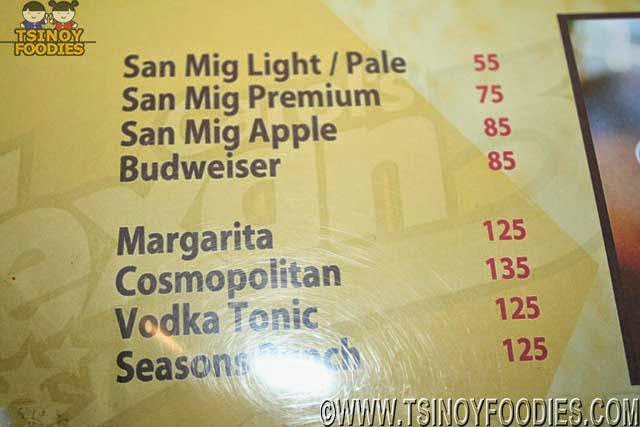 TSINOY
FOODIES
San Mig Light / Pale 55
San Mig Premium 75
San Mig Apple 85
Budweiser 85
Margarita 125
Cosmopolitan 135
Vodka Tonic 125
Seasons 125
©WWW.TSINOYFOODIES.COM